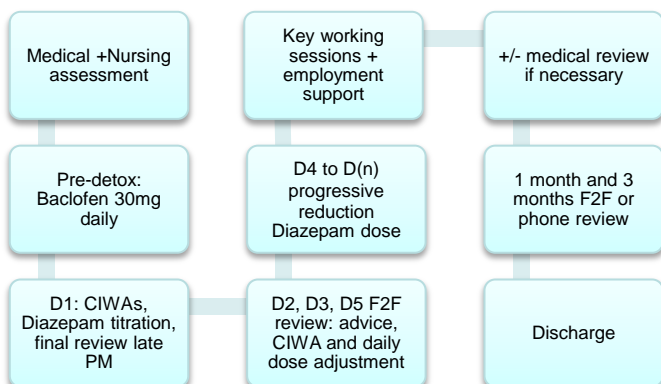 Medical +Nursing
assessment
Pre-detox:
Baclofen 30mg
daily
D1: CIWAs,
Diazepam titration,
final review late
PM
D2, D3, D5 F2F
review: advice,
CIWA and daily
dose adjustment
D4 to D(n)
progressive
reduction
Diazepam dose
Key working
sessions +
employment
support
+/- medical review
if necessary
1 month and 3
months F2F or
phone review
Discharge